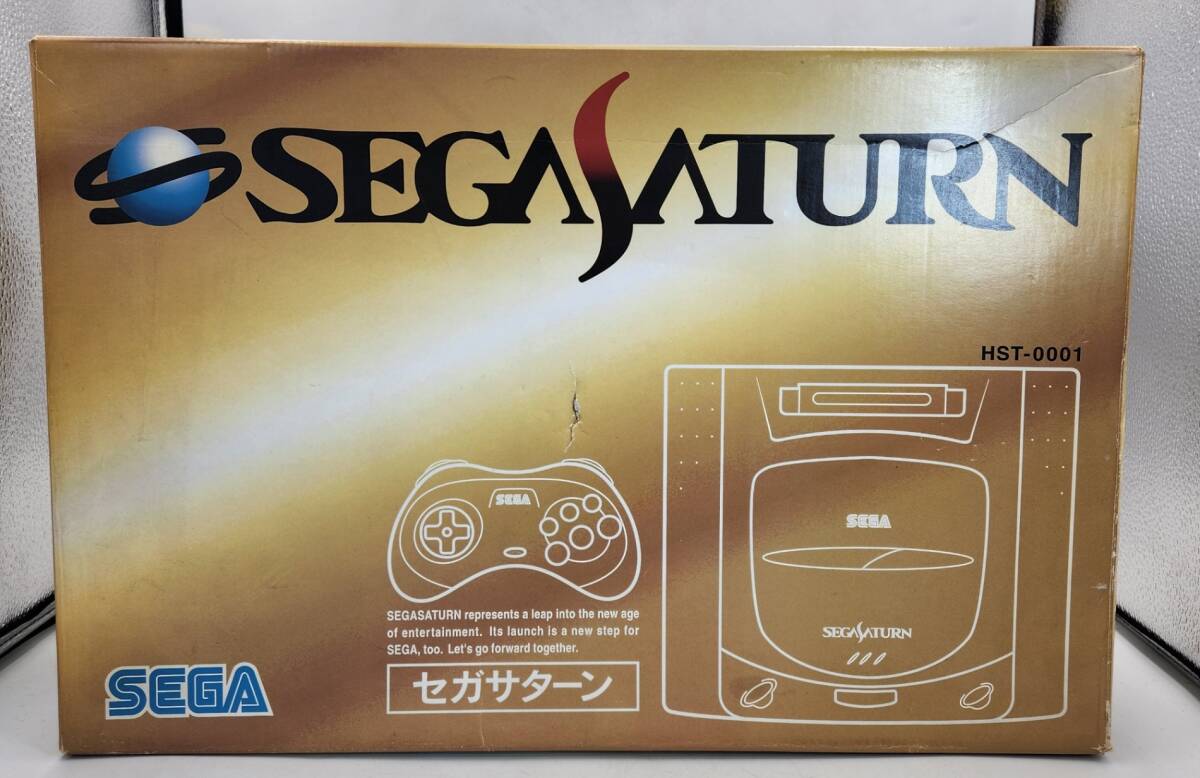 SEGASATURN
HST-0001
SEGA
SEGA
SEGASATURN
SEGASATURN represents a leap into the new age
of entertainment. Its launch is a new step for
SEGA, too. Let's go forward together.
セガサターン
SEGA